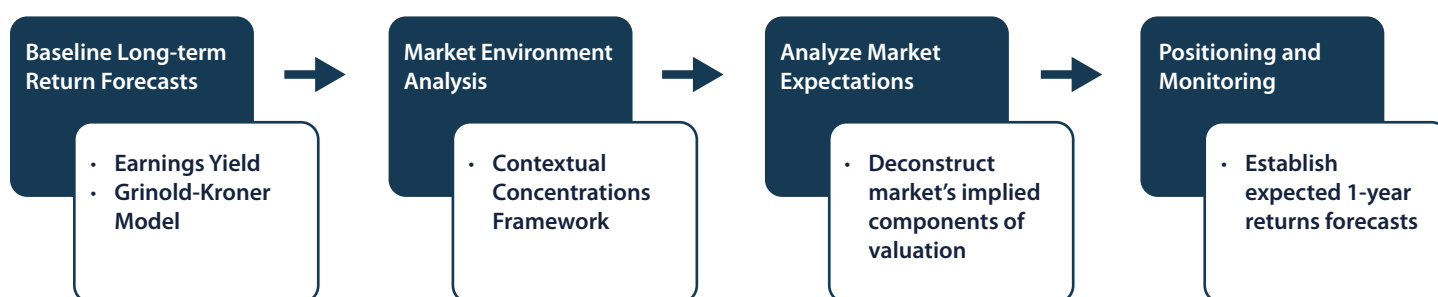 Baseline Long-term
Return Forecasts
• Earnings Yield
• Grinold-Kroner
Model
Market Environment
Analysis
• Contextual
Concentrations
Framework
Analyze Market
Expectations
• Deconstruct
market's implied
components of
valuation
Positioning and
Monitoring
• Establish
expected 1-year
returns forecasts